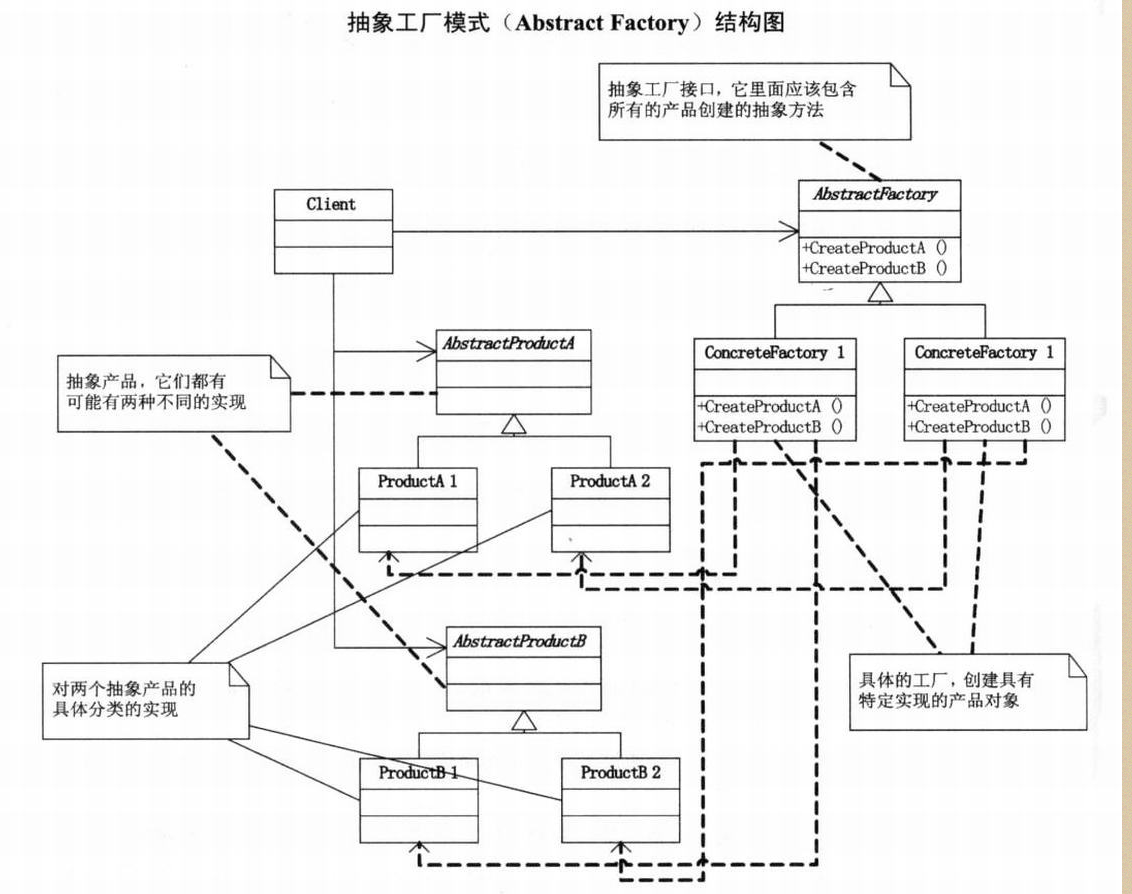 抽象工厂模式（Abstract Factory）结构图
抽象工厂接口，它里面应该包含
所有的产品创建的抽象方法
Client
AbstractFactory
+CreateProductA ()
+CreateProductB ()
AbstractProductA
抽象产品，它们都有
可能有两种不同的实现
ConcreteFactory 1
+CreateProductA ()
+CreateProductB ()
ConcreteFactory 1
+CreateProductA ()
+CreateProductB ()
ProductA 1
ProductA 2
AbstractProductB
对两个抽象产品的
具体分类的实现
具体的工厂，创建具有
特定实现的产品对象
ProductB 1
ProductB 2